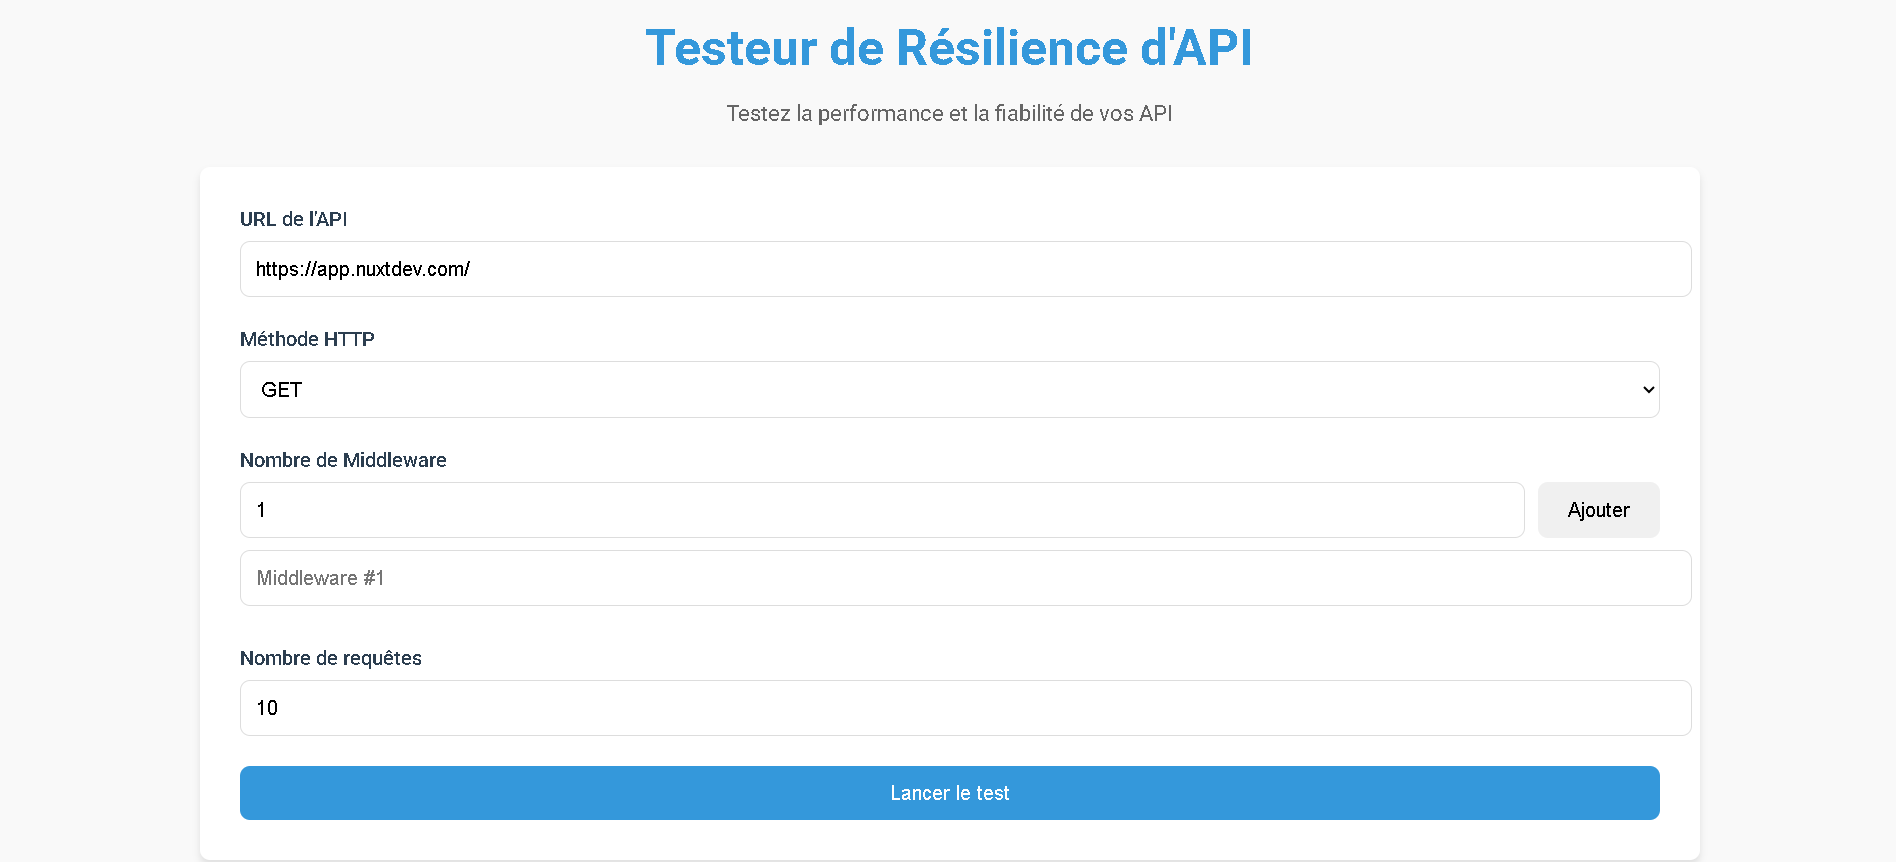 Testeur de Résilience d'API
Testez la performance et la fiabilité de vos API
URL de l'API
https://app.nuxtdev.com/
Méthode HTTP
GET
Nombre de Middleware
1
Ajouter
Middleware #1
Nombre de requêtes
10
Lancer le test